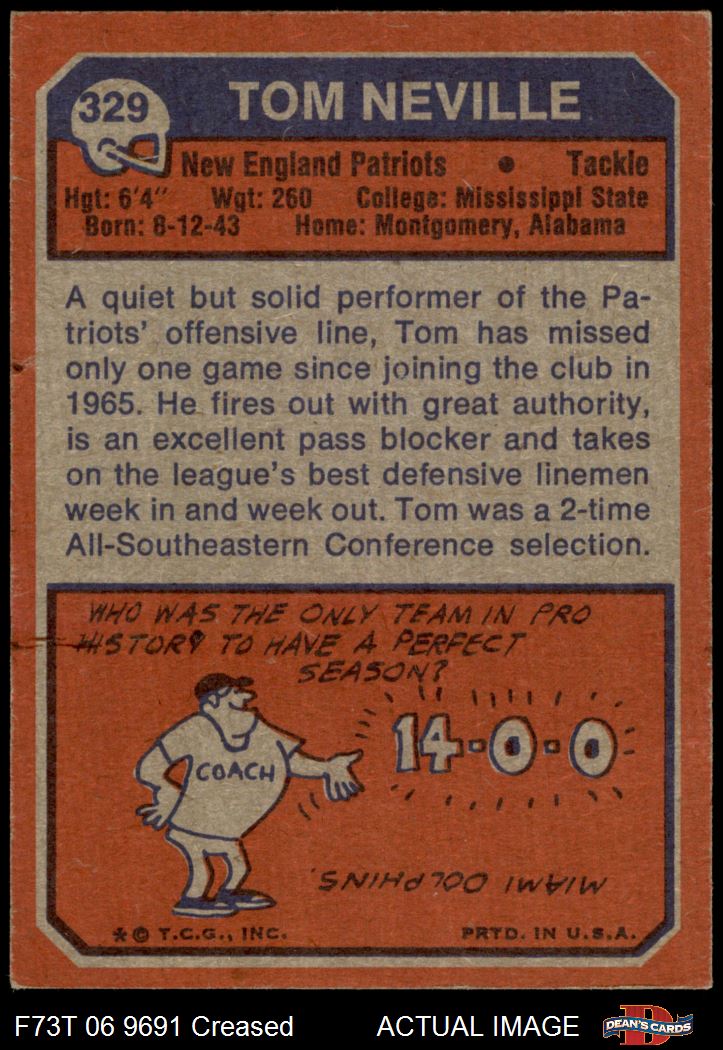 329
TOM NEVILLE
New England Patriots • Tackle
Hgt: 6'4" Wgt: 260 College: Mississippi State
Born: 8-12-43 Home: Montgomery, Alabama
A quiet but solid performer of the Pa-
triots' offensive line, Tom has missed
only one game since joining the club in
1965. He fires out with great authority,
is an excellent pass blocker and takes
on the league's best defensive linemen
week in and week out. Tom was a 2-time
All-Southeastern Conference selection.
WHO WAS THE ONLY TEAM IN PRO
HISTORY TO HAVE A PERFECT
SEASON?
14-0-0
COACH
MIAMI DOLPHINS.
* © T.C.G., INC. PRTD. IN U.S.A.
F73T 06 9691 Creased ACTUAL IMAGE
D
DEAN'S CARDS